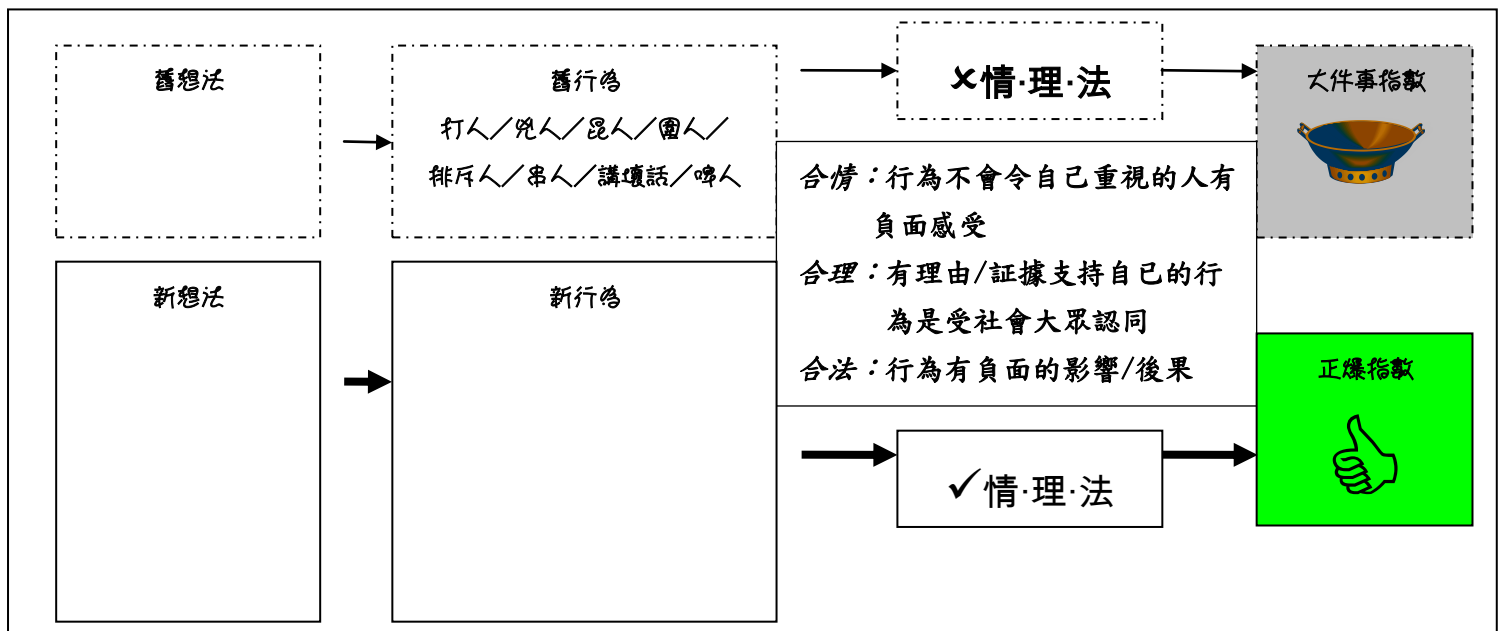 舊想法
舊行為
打人／兇人／昆人／圍人／
排斥人／串人／講壞話／啤人
✗情·理·法
大件事指數
合情：行為不會令自己重視的人有
負面感受
合理：有理由/証據支持自己的行
為是受社會大眾認同
合法：行為有負面的影響/後果
新想法
新行為
✓情·理·法
正爆指數